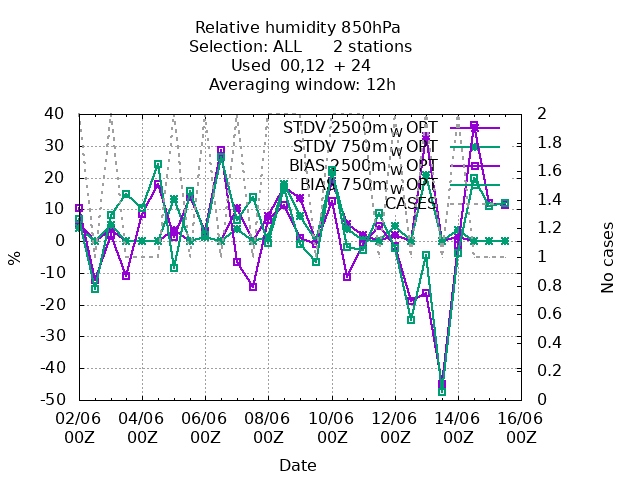 Relative humidity 850hPa
Selection: ALL 2 stations
Used 00,12 + 24
Averaging window: 12h
40 2
STDV 2500m_W OPT
30 1.8
STDV 750m_W OPT
20 1.6
BIAS 2500m_W OPT
10 1.4
BIAS 750m_W OPT
CASES
0 1.2
-10 1
-20 0.8
-30 0.6
-40 0.4
-50 0.2
0
%
No cases
02/06 04/06 06/06 08/06 10/06 12/06 14/06 16/06
00Z 00Z 00Z 00Z 00Z 00Z 00Z 00Z
Date